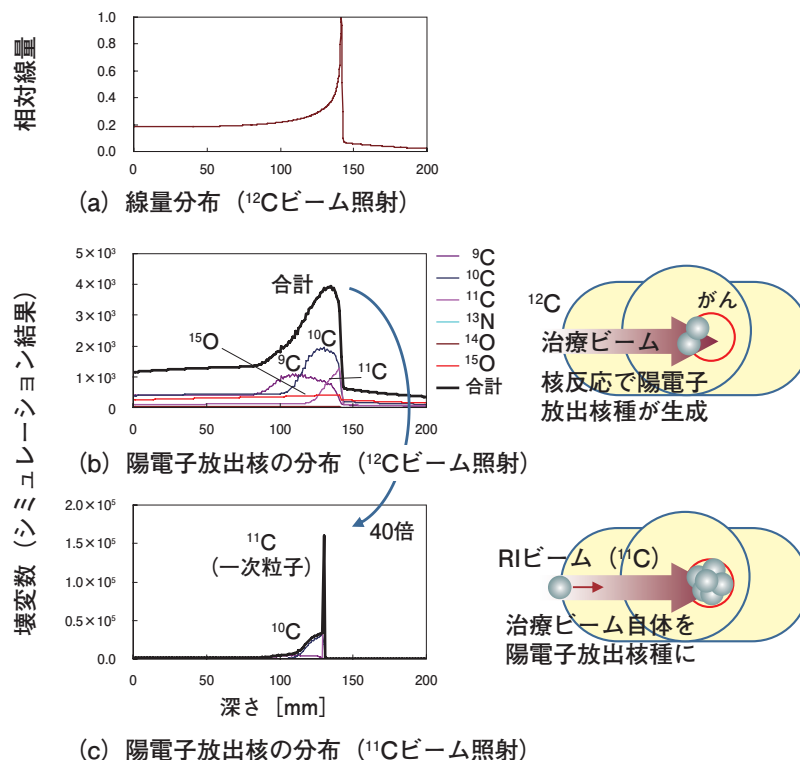 相対線量
1.0
0.8
0.6
0.4
0.2
0.0
0 50 100 150 200
(a) 線量分布（¹²Cビーム照射）
壊変数（シミュレーション結果）
5×10³
4×10³
3×10³
2×10³
1×10³
0
合計
¹⁵O
⁹C
¹⁰C
¹¹C
0 50 100 150 200
⁹C
¹⁰C
¹¹C
¹³N
¹⁴O
¹⁵O
合計
¹²C
がん
治療ビーム
核反応で陽電子
放出核種が生成
(b) 陽電子放出核の分布（¹²Cビーム照射）
40倍
2.0×10⁵
1.5×10⁵
1.0×10⁵
0.5×10⁵
0.0
¹¹C
（一次粒子）
¹⁰C
0 50 100 150 200
深さ［mm］
RIビーム（¹¹C）
治療ビーム自体を
陽電子放出核種に
(c) 陽電子放出核の分布（¹¹Cビーム照射）